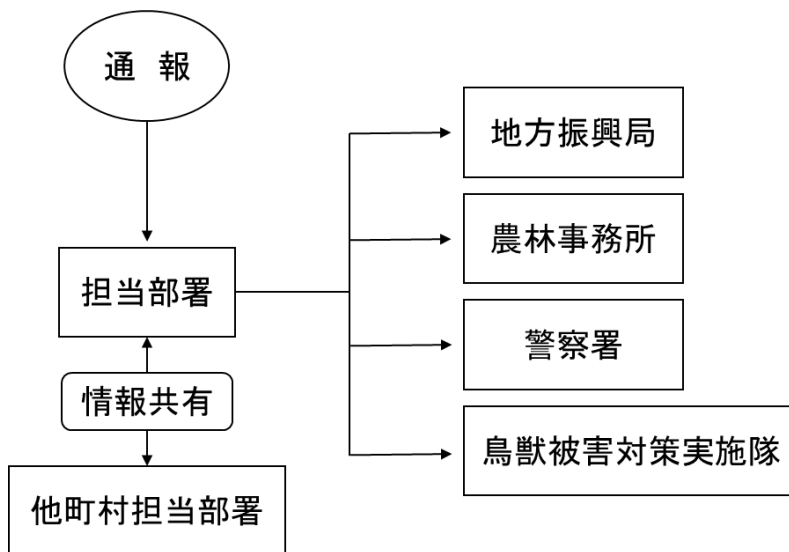 通 報
地方振興局
農林事務所
担当部署
警察署
情報共有
鳥獣被害対策実施隊
他町村担当部署